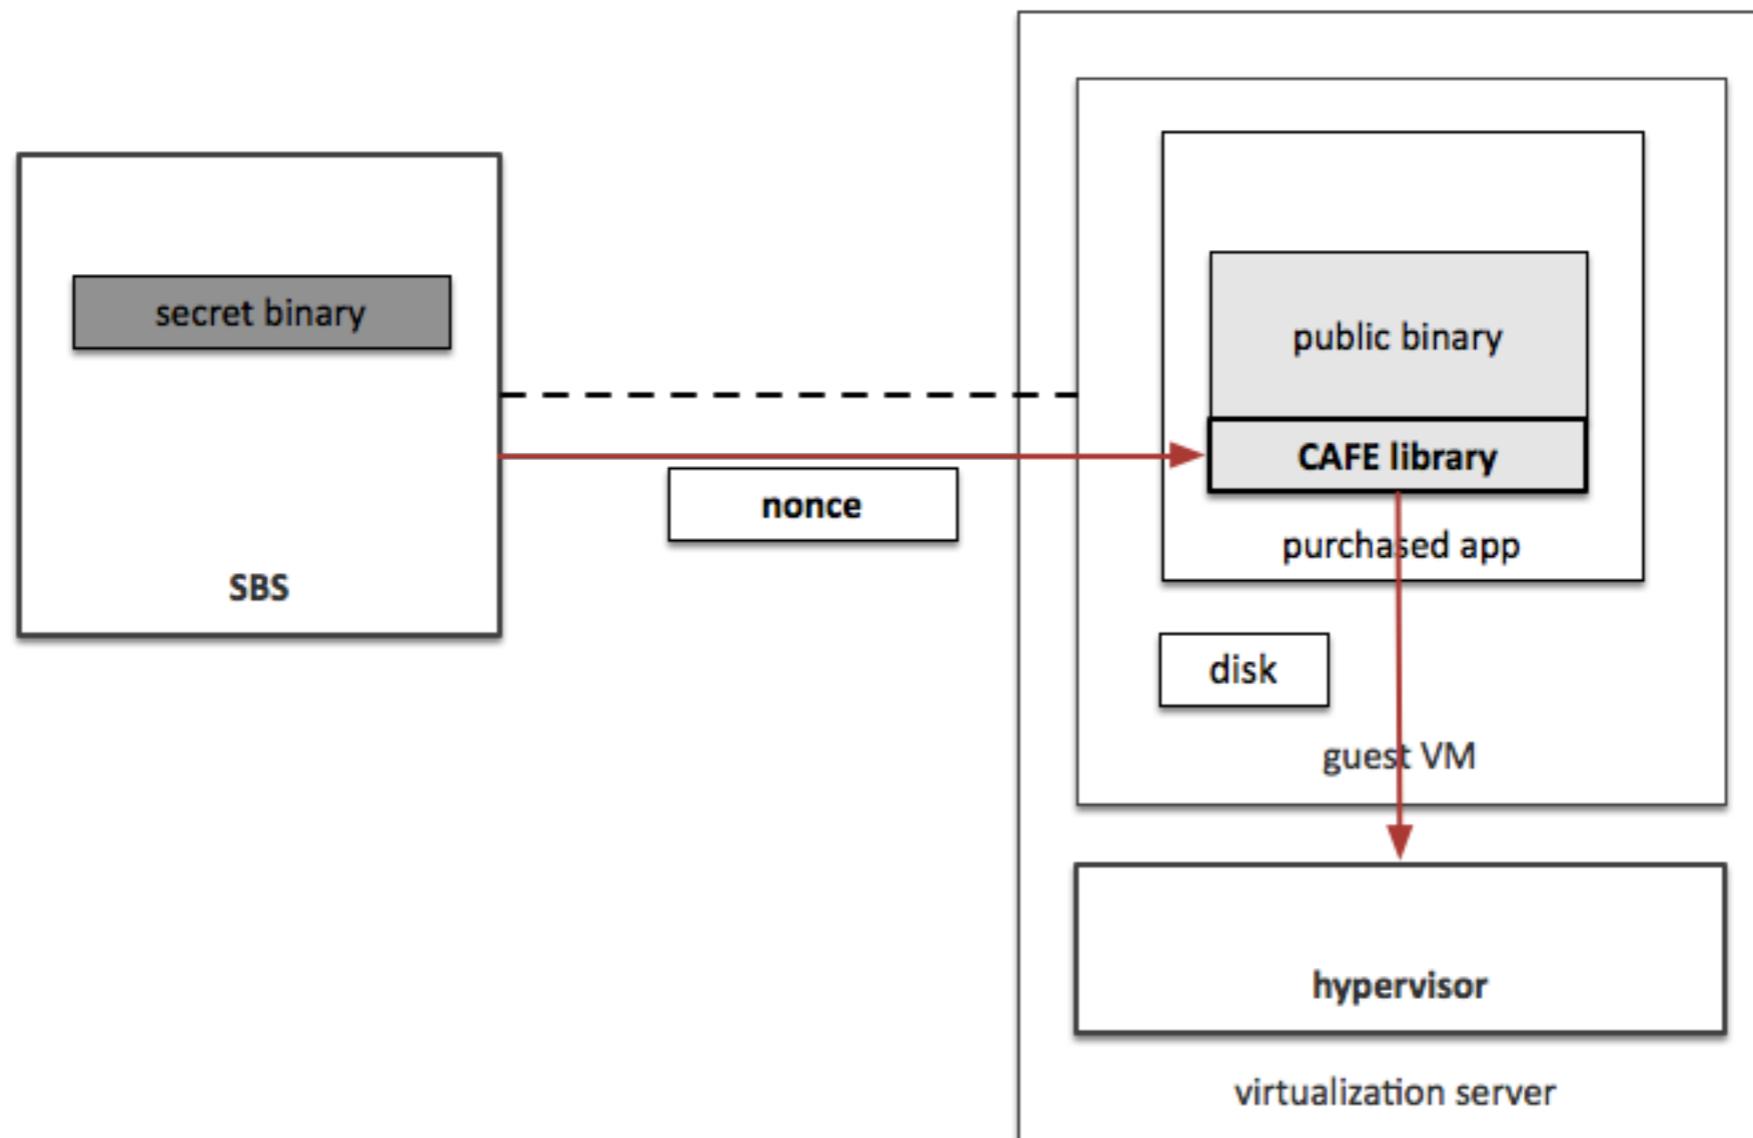 secret binary
SBS
nonce
public binary
CAFE library
purchased app
disk
guest VM
hypervisor
virtualization server